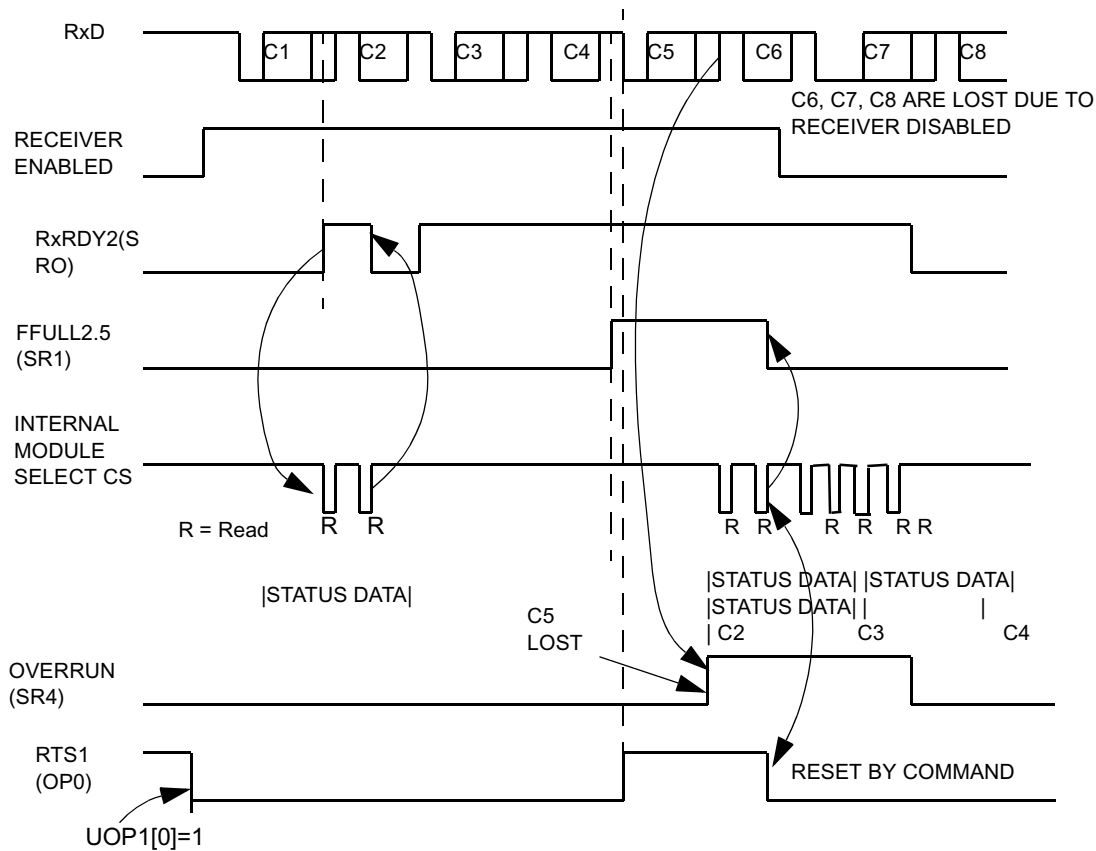 RxD
C1
C2
C3
C4
C5
C6
C7
C8
C6, C7, C8 ARE LOST DUE TO
RECEIVER DISABLED
RECEIVER
ENABLED
RxRDY2(S
RO)
FFULL2.5
(SR1)
INTERNAL
MODULE
SELECT CS
R = Read
R
R
R
R
R
R
R R
|STATUS DATA|
|STATUS DATA| |STATUS DATA|
|STATUS DATA| | |
| C2
C3
C4
C5
LOST
OVERRUN
(SR4)
RTS1
(OP0)
RESET BY COMMAND
UOP1[0]=1